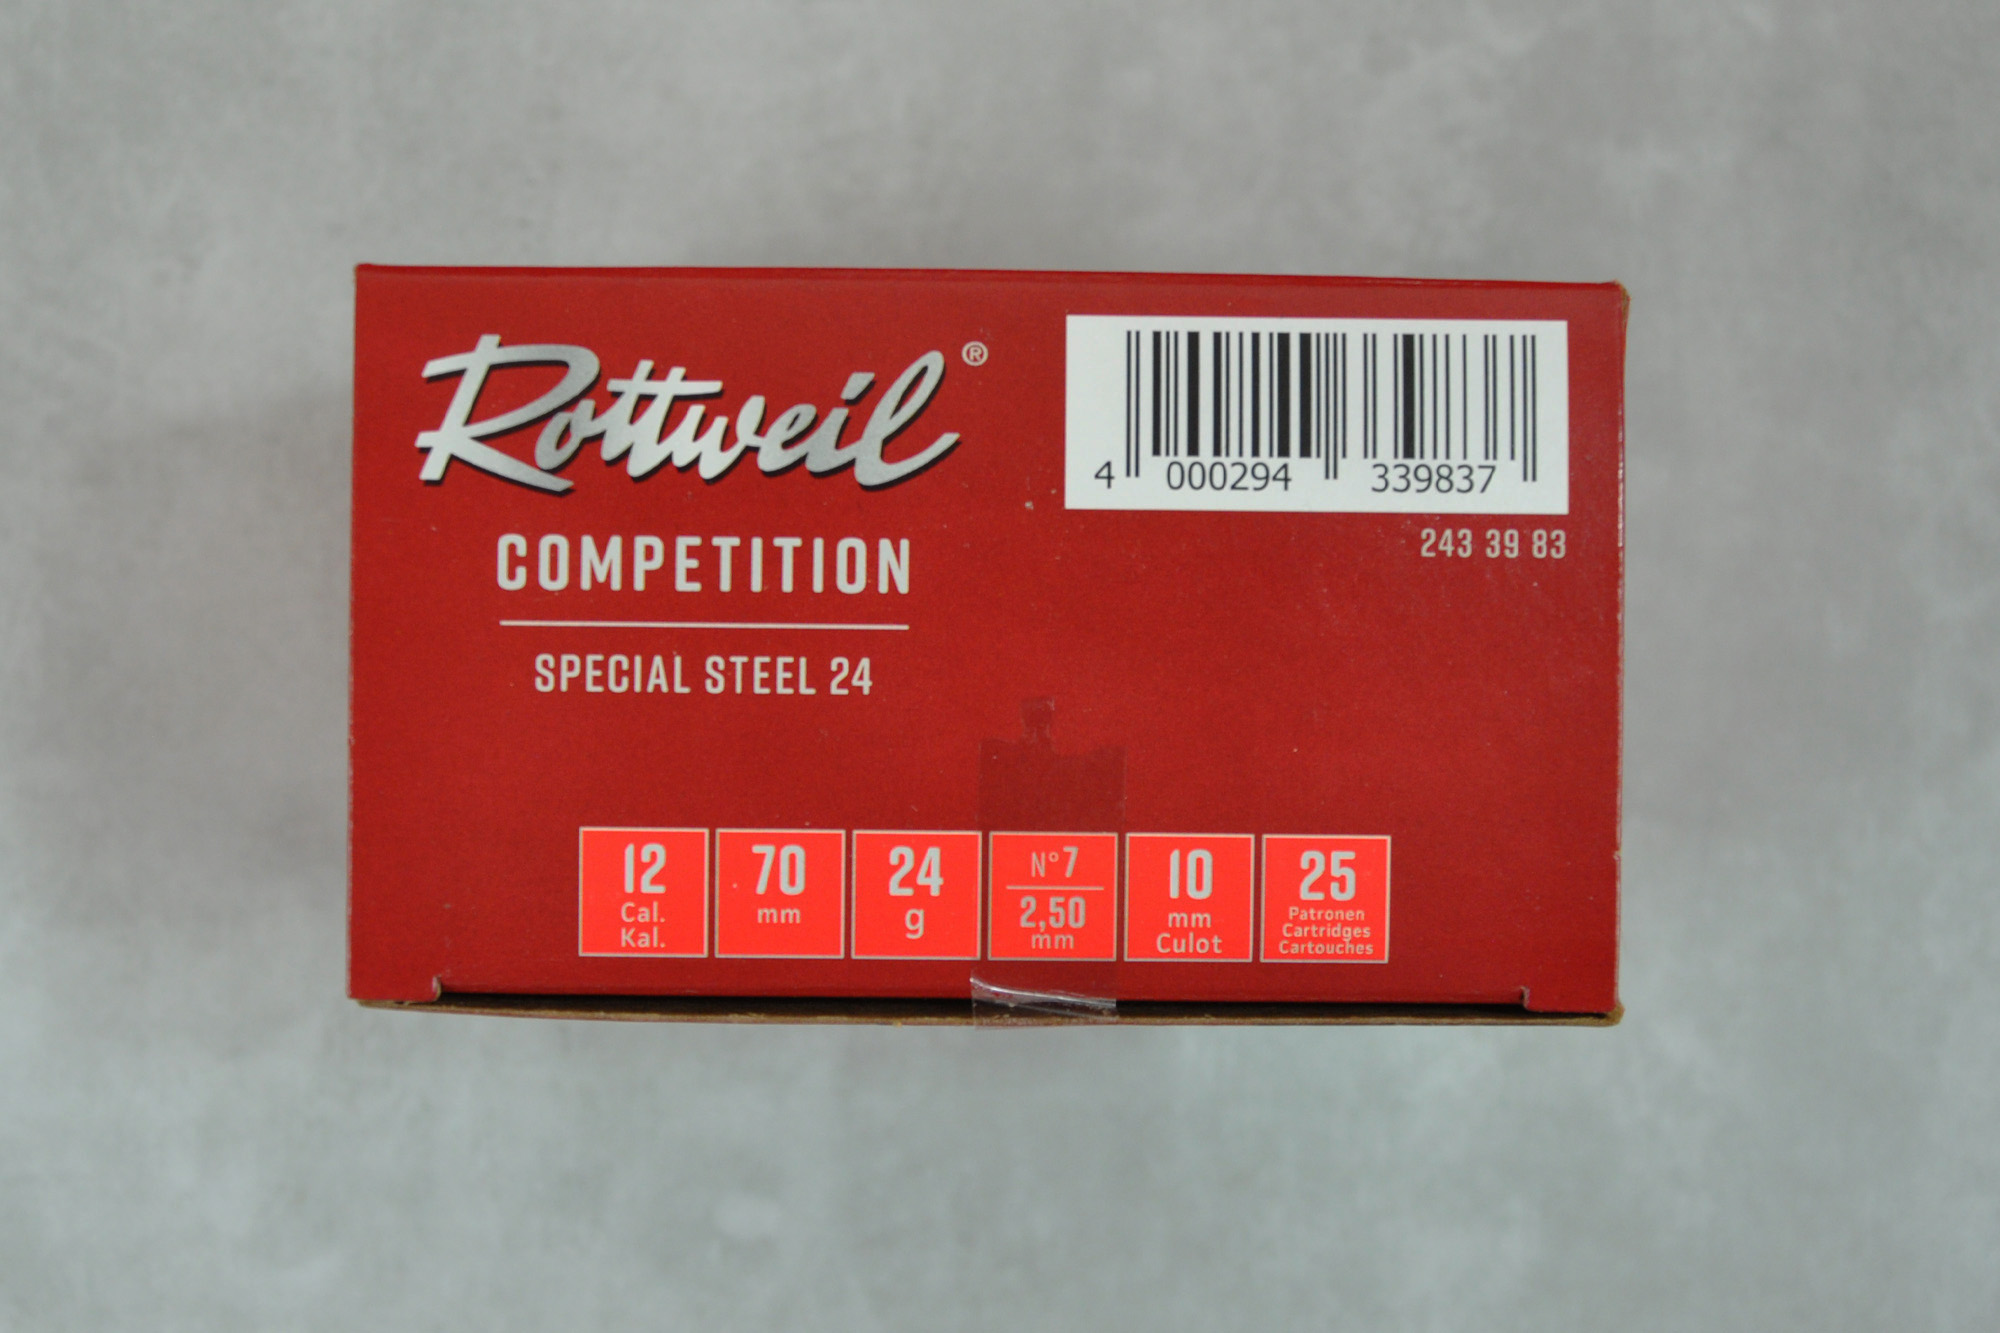 Rottweil®
COMPETITION
SPECIAL STEEL 24
4 000294 339837
243 39 83
12
Cal.
Kal.
70
mm
24
g
N°7
2,50
mm
10
mm
Culot
25
Patronen
Cartridges
Cartouches